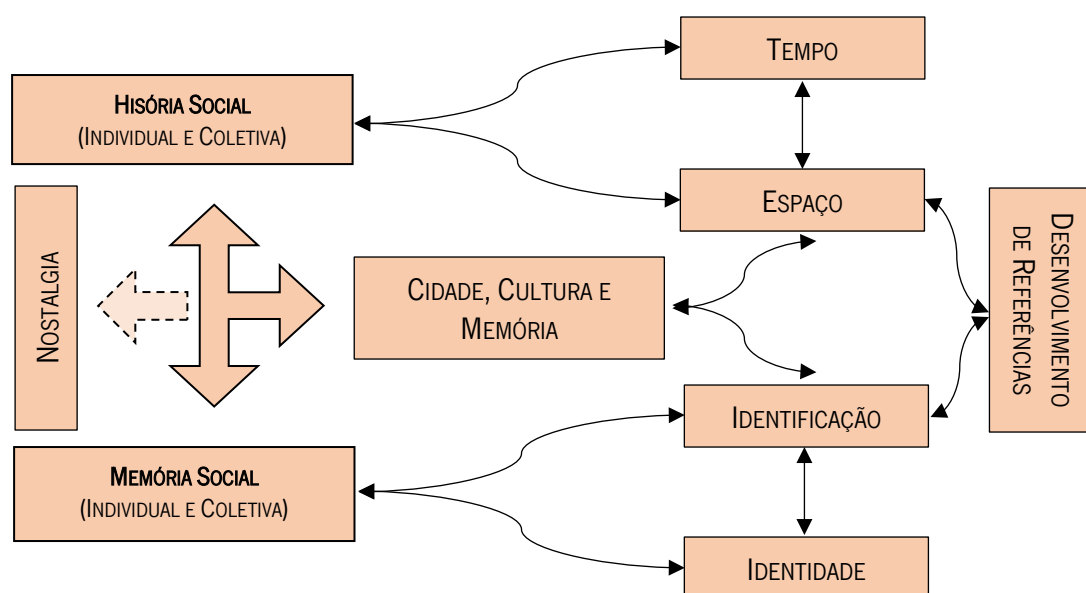 TEMPO
HISÓRIA SOCIAL
(INDIVIDUAL E COLETIVA)
ESPAÇO
NOSTALGIA
CIDADE, CULTURA E
MEMÓRIA
DESENVOLVIMENTO
DE REFERÊNCIAS
IDENTIFICAÇÃO
MEMÓRIA SOCIAL
(INDIVIDUAL E COLETIVA)
IDENTIDADE